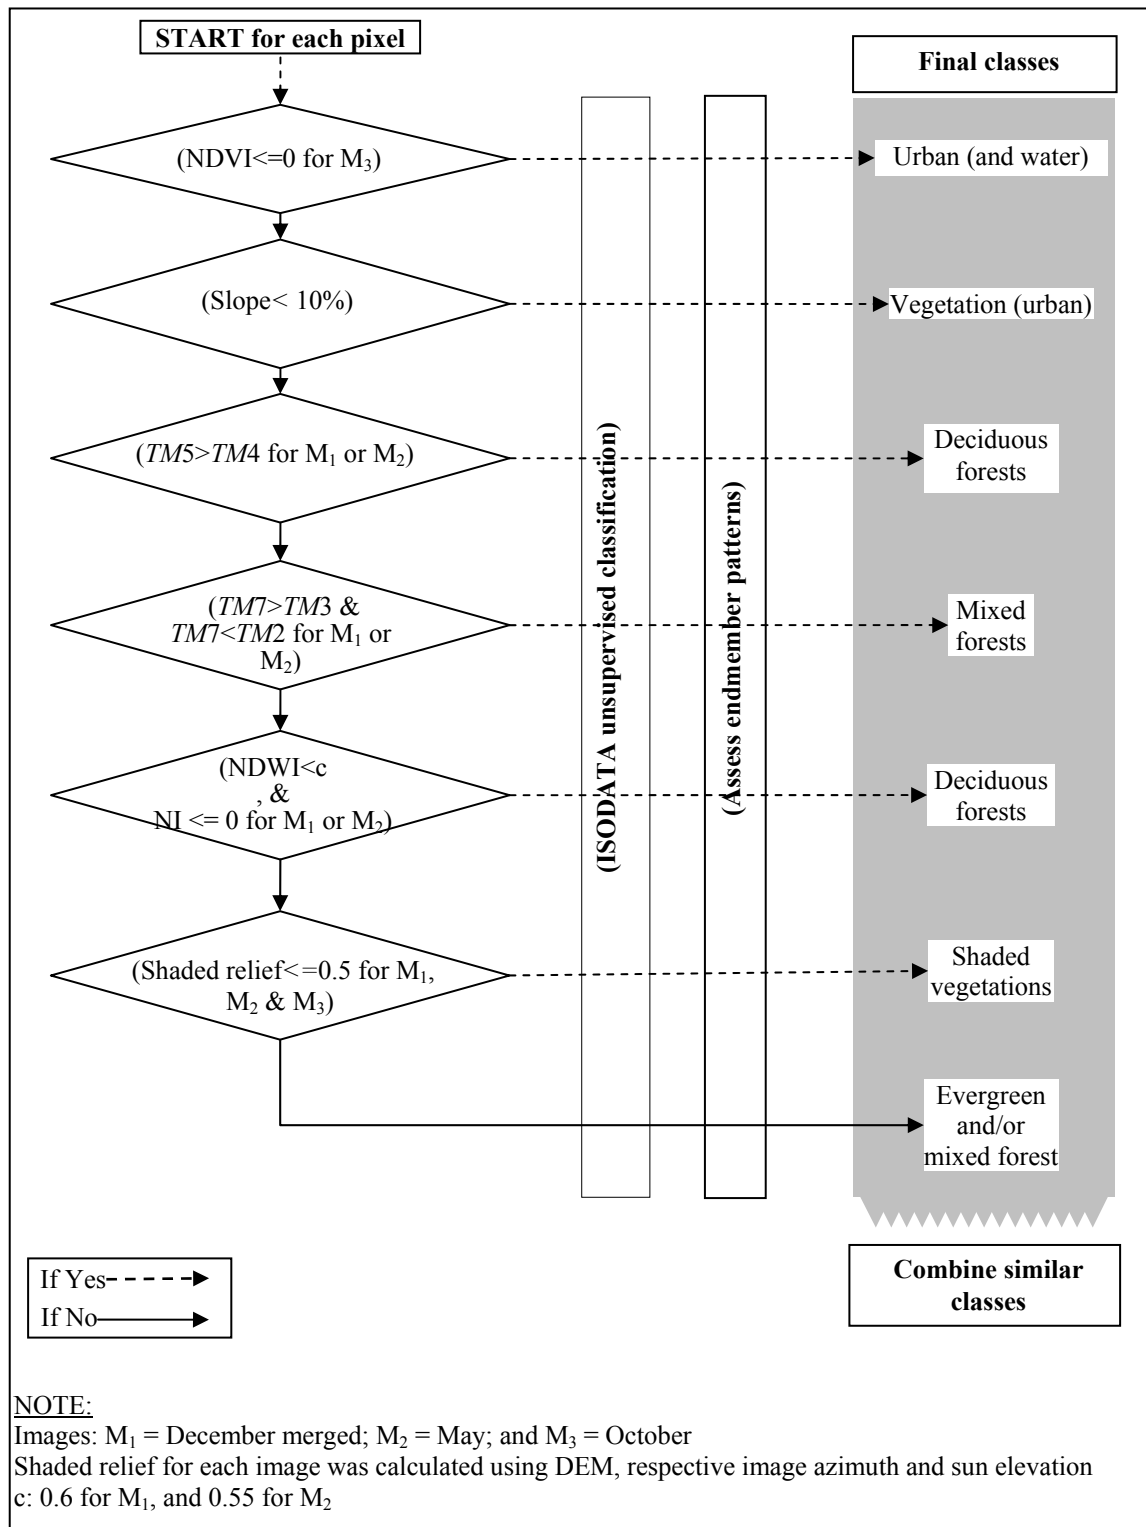 START for each pixel
Final classes
(NDVI<=0 for M₃)
Urban (and water)
(Slope< 10%)
Vegetation (urban)
(TM5>TM4 for M₁ or M₂)
Deciduous
forests
(TM7>TM3 &
TM7<TM2 for M₁ or
M₂)
Mixed
forests
(NDWI<c
, &
NI <= 0 for M₁ or M₂)
Deciduous
forests
(Shaded relief<=0.5 for M₁,
M₂ & M₃)
Shaded
vegetations
Evergreen
and/or
mixed forest
(ISODATA unsupervised classification)
(Assess endmember patterns)
Combine similar
classes
If Yes
If No
NOTE:
Images: M₁ = December merged; M₂ = May; and M₃ = October
Shaded relief for each image was calculated using DEM, respective image azimuth and sun elevation
c: 0.6 for M₁, and 0.55 for M₂